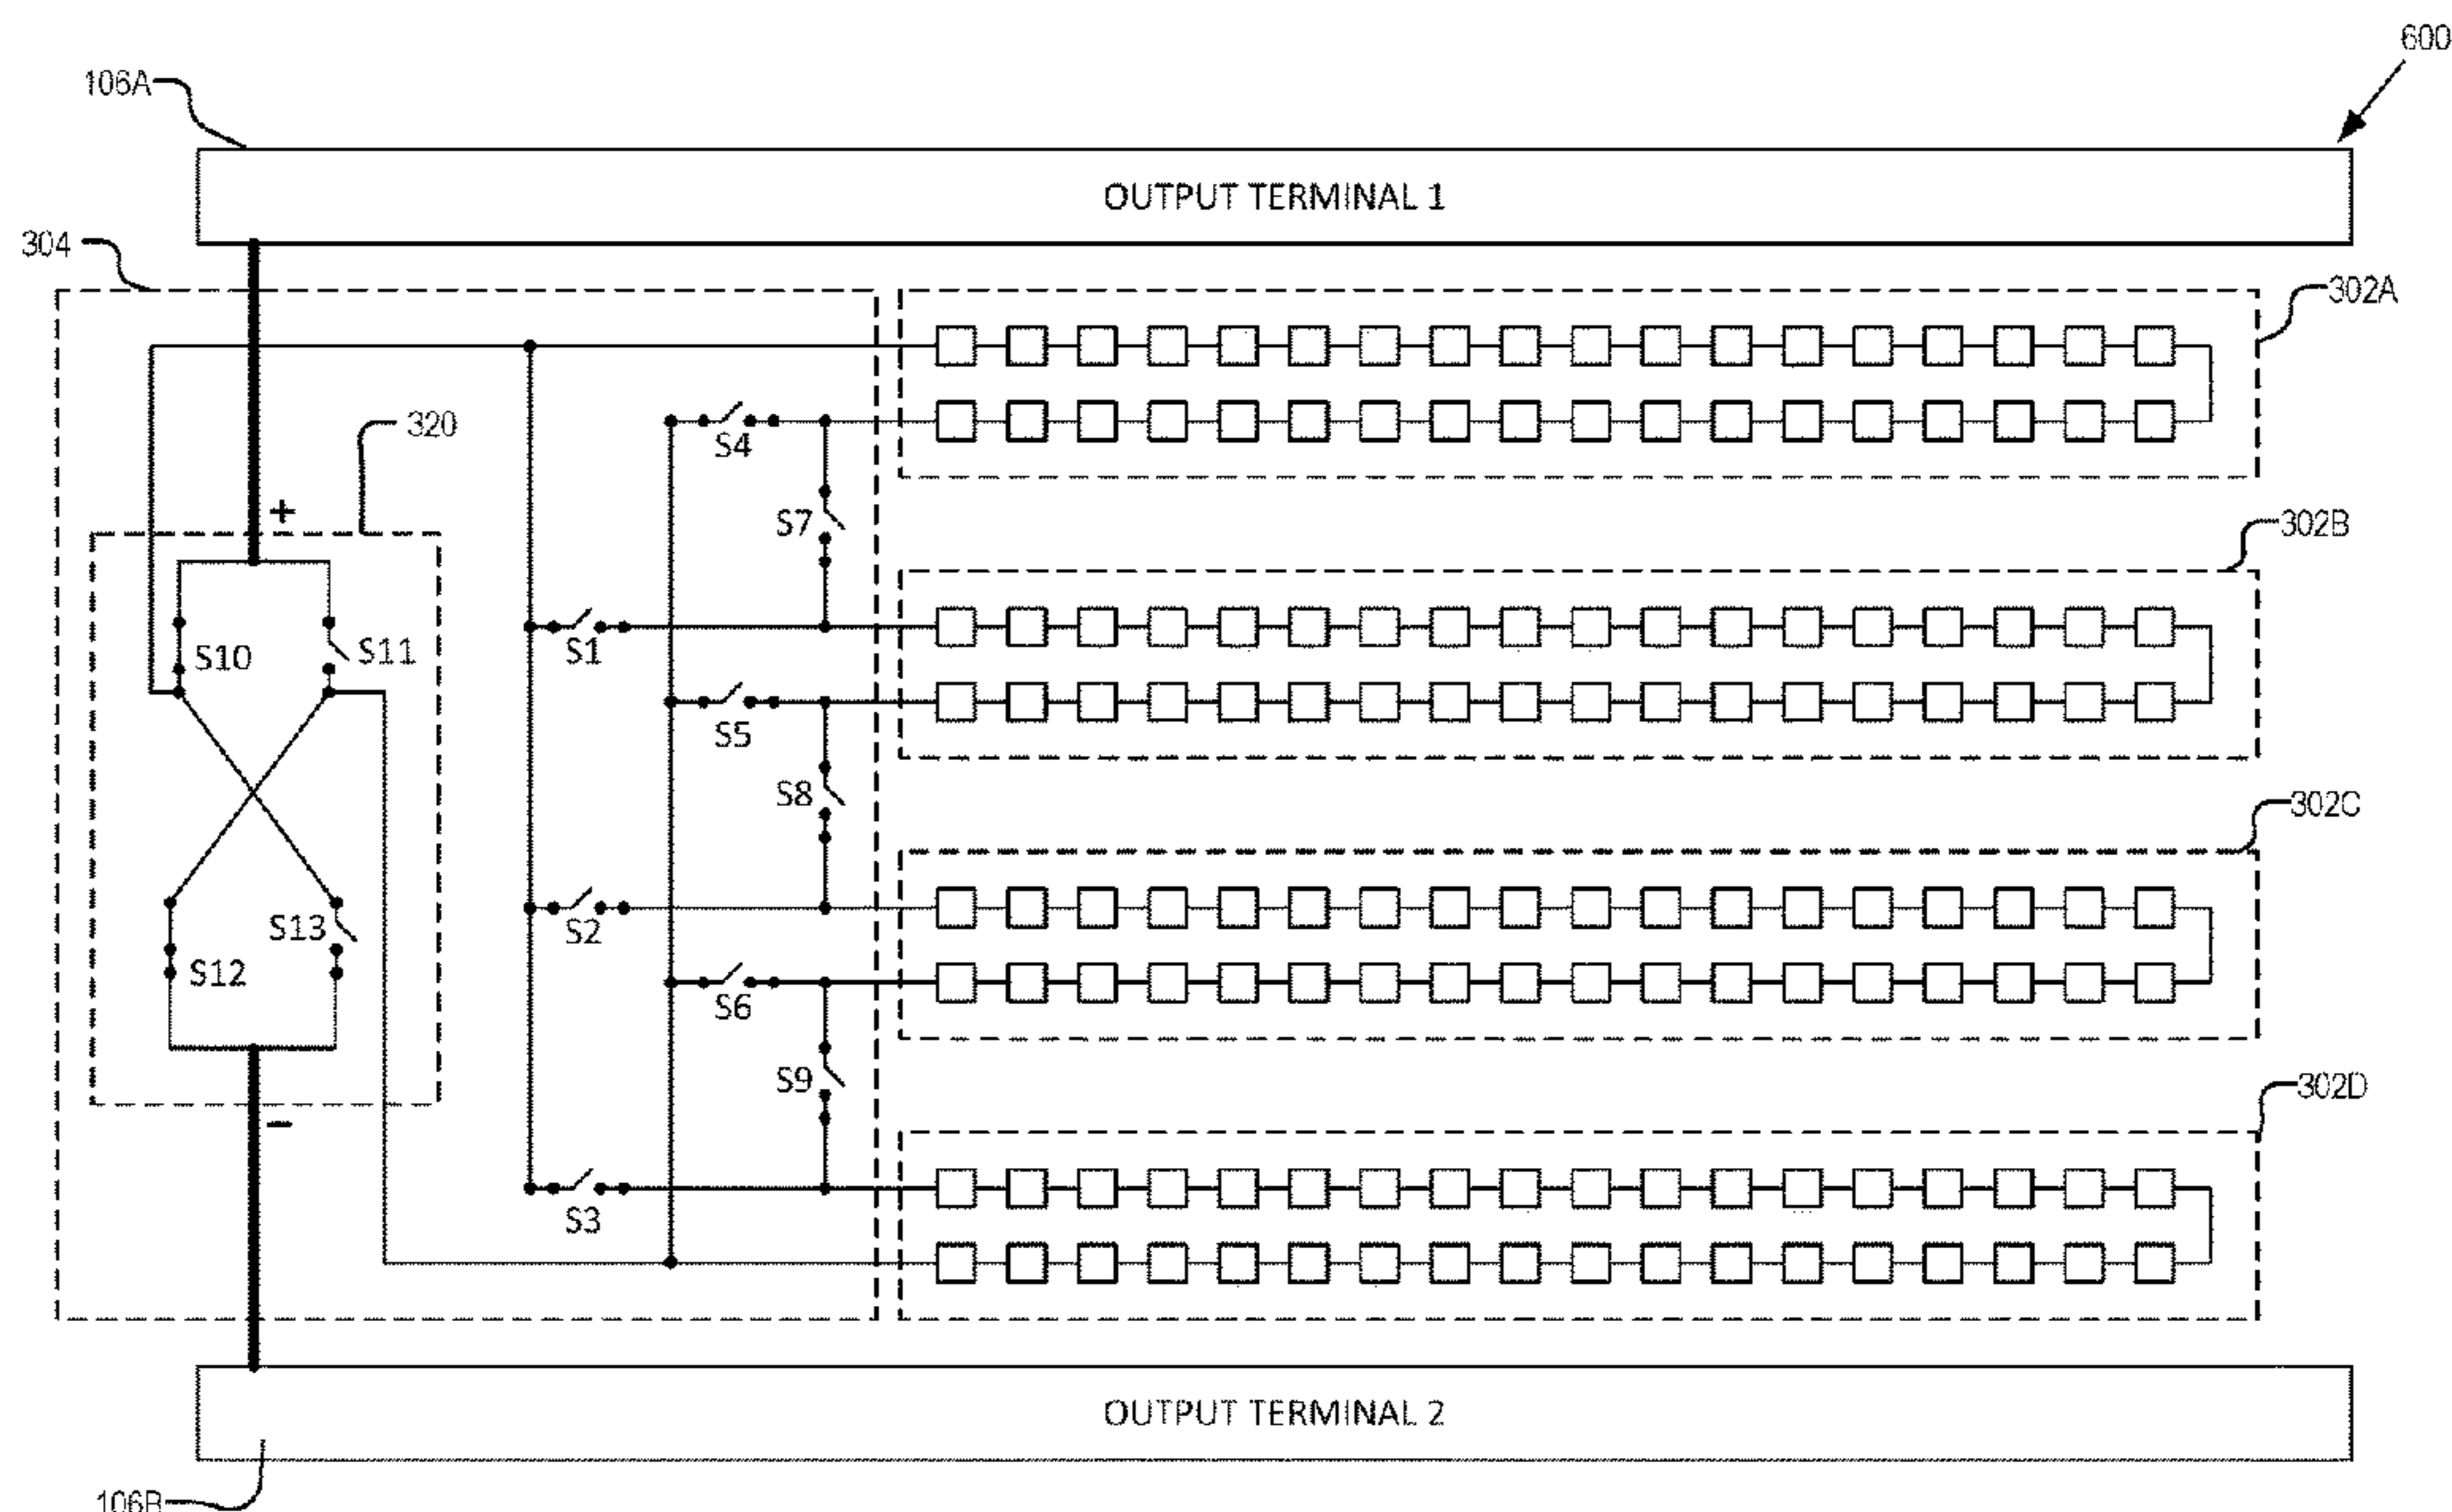 600
106A
OUTPUT TERMINAL 1
304
302A
320
S4
+
S7
302B
S10
S11
S1
S5
S8
302C
S13
S2
S12
S6
S9
302D
−
S3
OUTPUT TERMINAL 2
106B